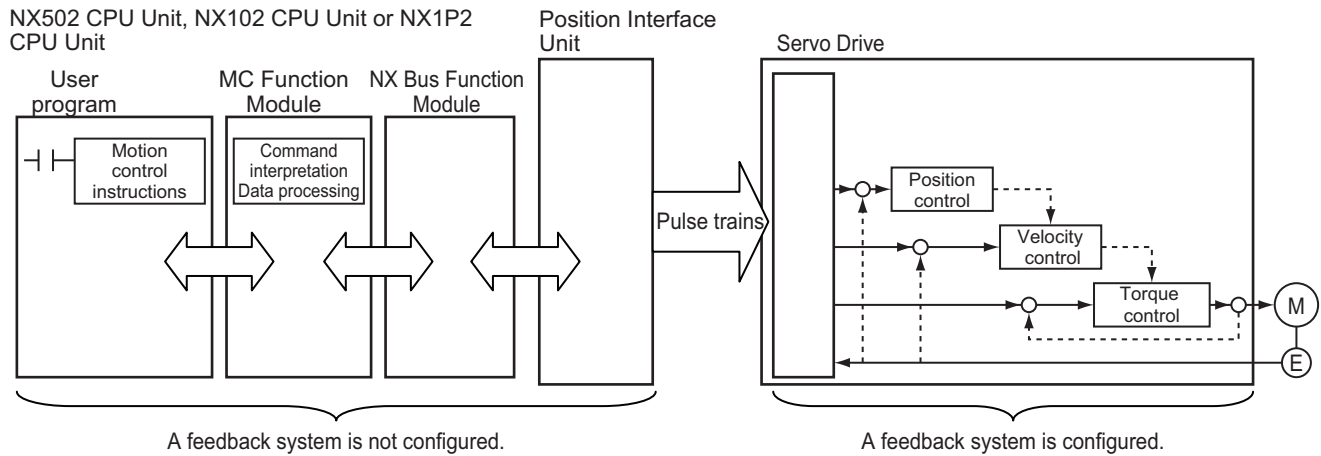 NX502 CPU Unit, NX102 CPU Unit or NX1P2
CPU Unit
Position Interface
Unit
Servo Drive
User
program
MC Function
Module
NX Bus Function
Module
Motion
control
instructions
Command
interpretation
Data processing
Pulse trains
Position
control
Velocity
control
Torque
control
M
E
A feedback system is not configured.
A feedback system is configured.